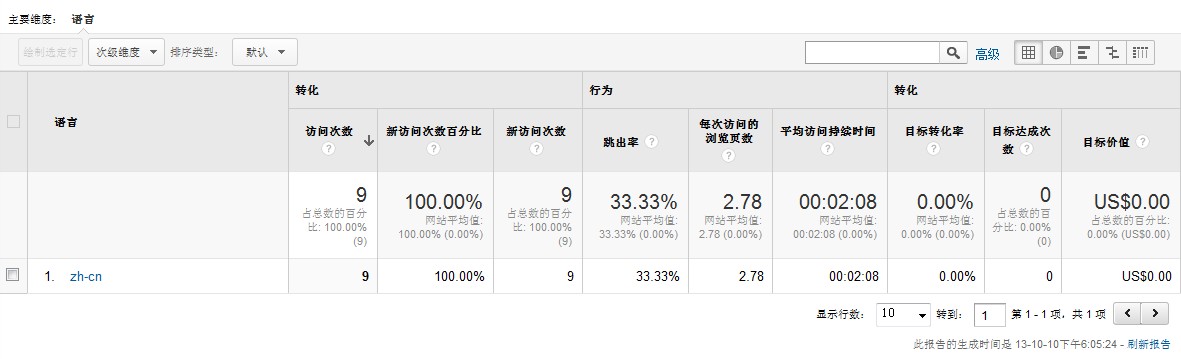 主要维度： 语言
绘制选定行 次级维度 排序类型： 默认 高级
语言 转化 行为 转化
访问次数 ? 新访问次数百分比 ? 新访问次数 ? 跳出率 ? 每次访问的浏览页数 ? 平均访问持续时间 ? 目标转化率 ? 目标达成次数 ? 目标价值 ?
9 100.00% 9 33.33% 2.78 00:02:08 0.00% 0 US$0.00
占总数的百分比: 100.00% (9) 网站平均值: 100.00% (0.00%) 占总数的百分比: 100.00% (9) 网站平均值: 33.33% (0.00%) 网站平均值: 2.78 (0.00%) 网站平均值: 00:02:08 (0.00%) 网站平均值: 0.00% (0.00%) 占总数的百分比: 0.00% (0) 占总数的百分比: 0.00% (US$0.00)
1. zh-cn 9 100.00% 9 33.33% 2.78 00:02:08 0.00% 0 US$0.00
显示行数： 10 转到： 1 第 1 - 1 项，共 1 项
此报告的生成时间是 13-10-10下午6:05:24 - 刷新报告